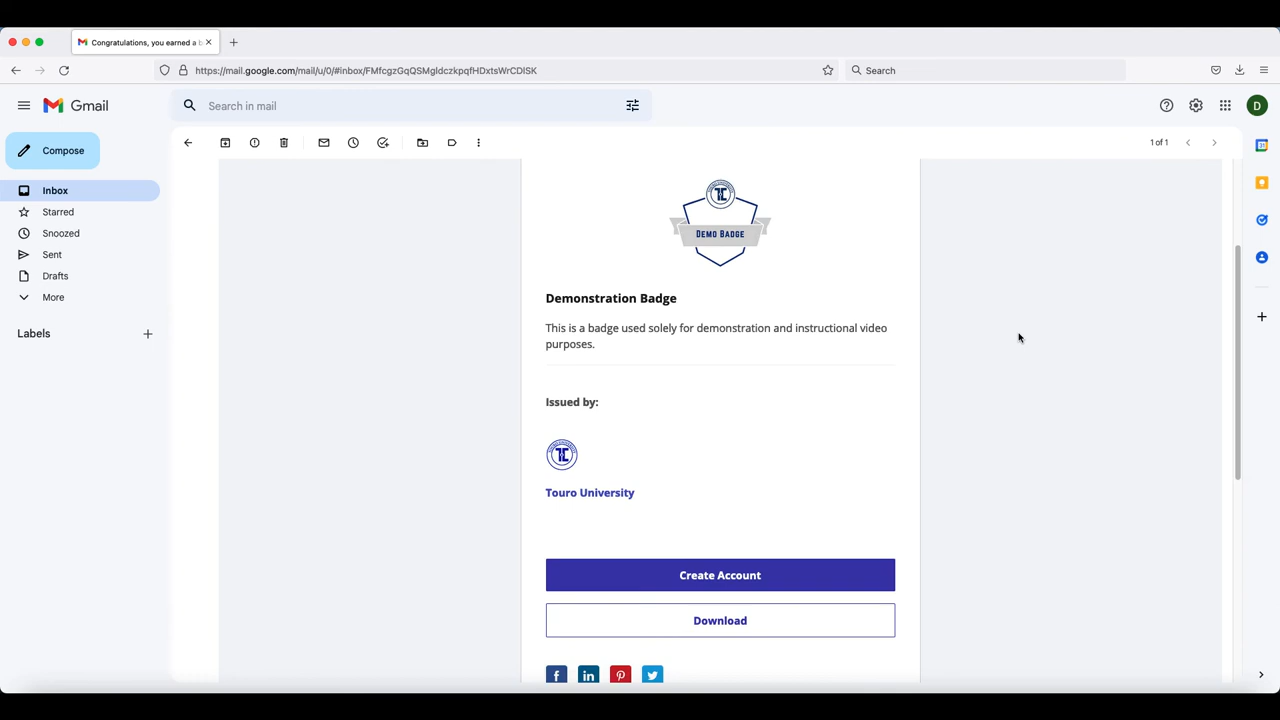 Congratulations, you earned a b
https://mail.google.com/mail/u/0/#inbox/FMfcgzGqQSMgldczkpqfHDxtsWrCDlSK
Search
Gmail
Search in mail
D
Compose
1 of 1
Inbox
Starred
Snoozed
Sent
Drafts
More
Labels
DEMO BADGE
Demonstration Badge
This is a badge used solely for demonstration and instructional video
purposes.
Issued by:
Touro University
Create Account
Download